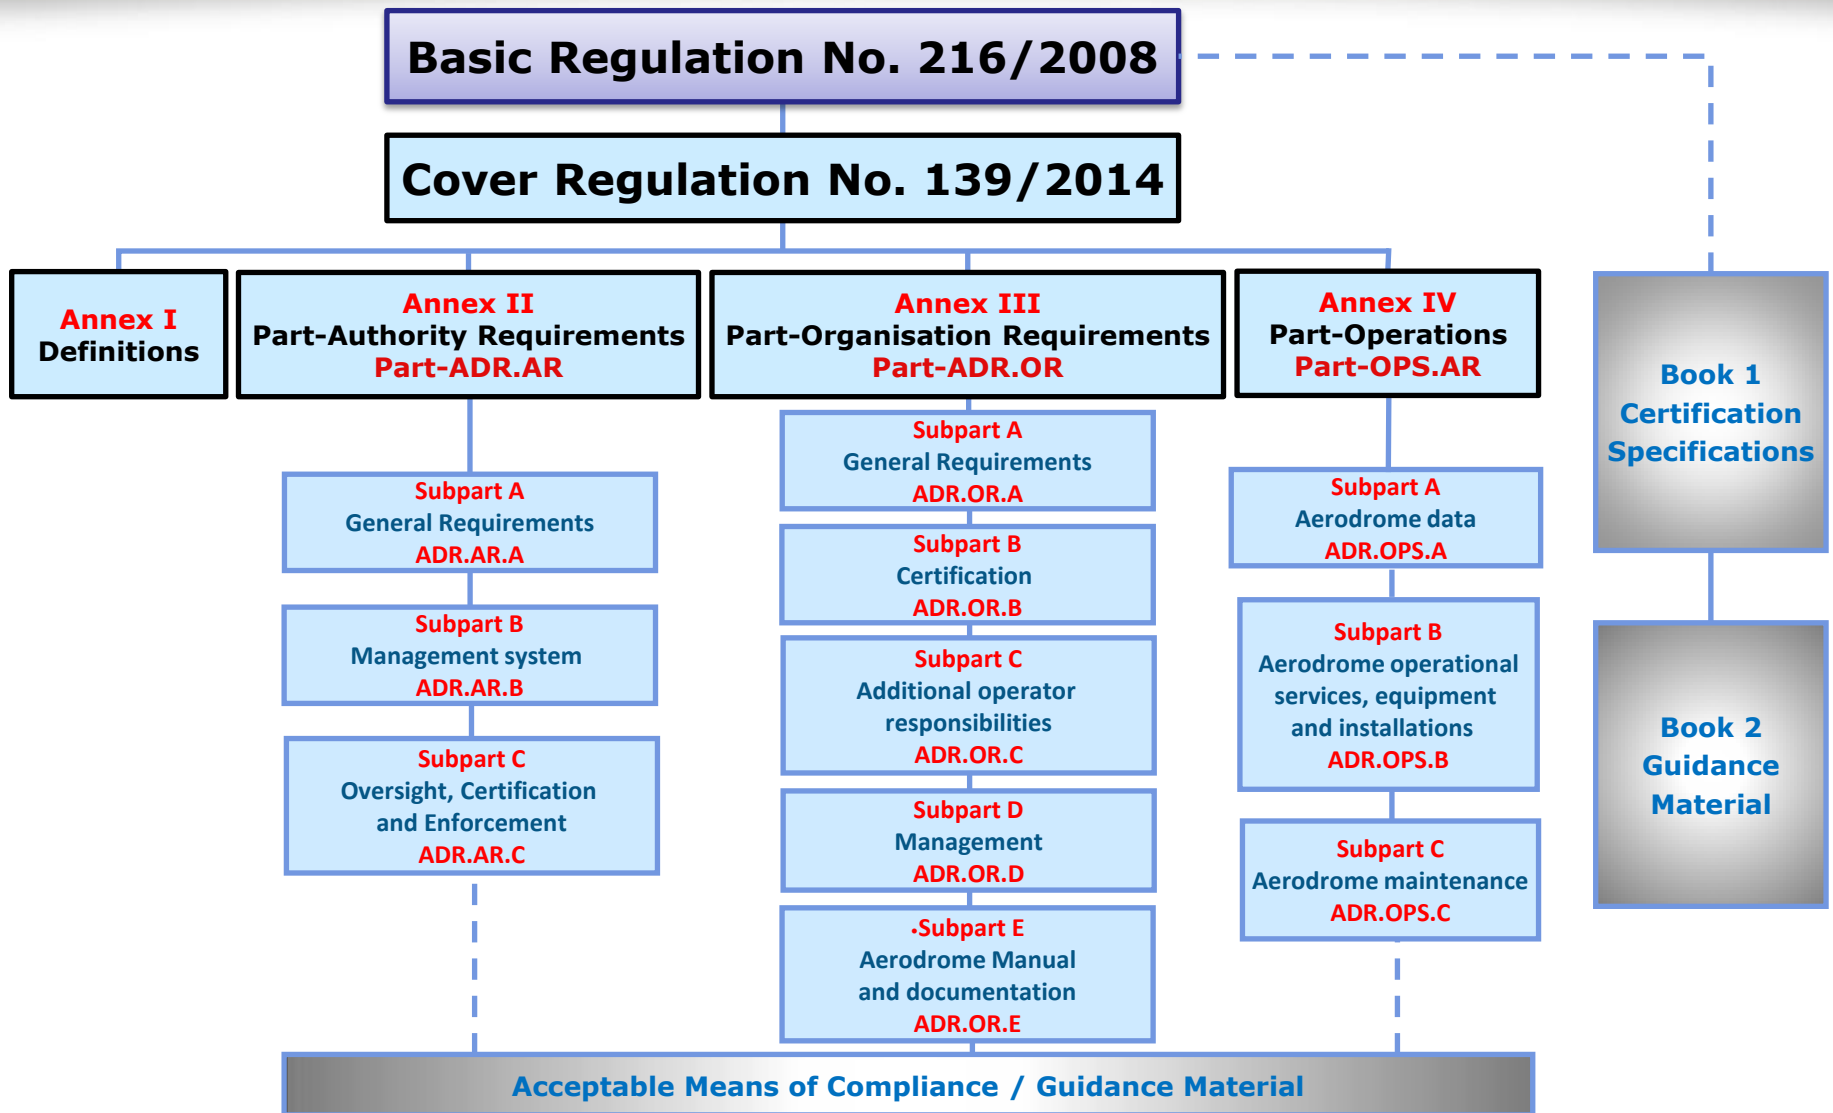 Basic Regulation No. 216/2008
Cover Regulation No. 139/2014
Annex I
Definitions
Annex II
Part-Authority Requirements
Part-ADR.AR
Annex III
Part-Organisation Requirements
Part-ADR.OR
Annex IV
Part-Operations
Part-OPS.AR
Subpart A
General Requirements
ADR.AR.A
Subpart B
Management system
ADR.AR.B
Subpart C
Oversight, Certification
and Enforcement
ADR.AR.C
Subpart A
General Requirements
ADR.OR.A
Subpart B
Certification
ADR.OR.B
Subpart C
Additional operator
responsibilities
ADR.OR.C
Subpart D
Management
ADR.OR.D
•Subpart E
Aerodrome Manual
and documentation
ADR.OR.E
Subpart A
Aerodrome data
ADR.OPS.A
Subpart B
Aerodrome operational
services, equipment
and installations
ADR.OPS.B
Subpart C
Aerodrome maintenance
ADR.OPS.C
Book 1
Certification
Specifications
Book 2
Guidance
Material
Acceptable Means of Compliance / Guidance Material